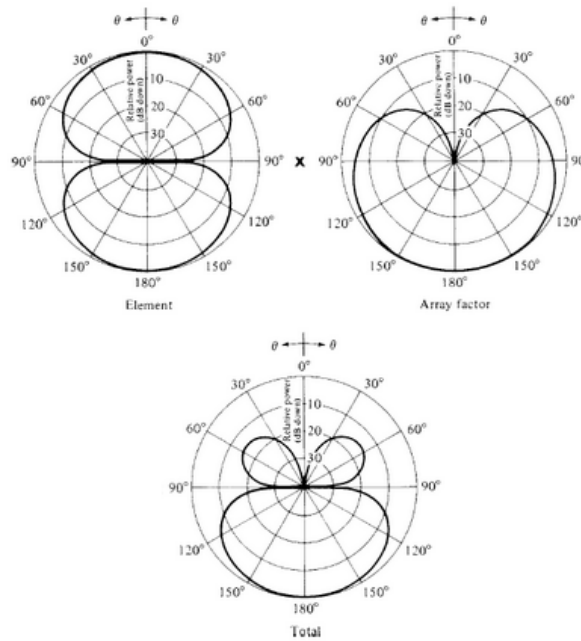 θ θ
0°
30° 30°
60° 60°
90° 90°
120° 120°
150° 150°
180°
Relative power
(dB down)
10
20
30
Element
x
θ θ
0°
30° 30°
60° 60°
90° 90
120° 120°
150° 150°
180°
Relative power
(dB down)
10
20
30
Array factor
θ θ
0°
30° 30°
60° 60°
90° 90°
120° 120°
150° 150°
180°
Relative power
(dB down)
10
20
30
Total